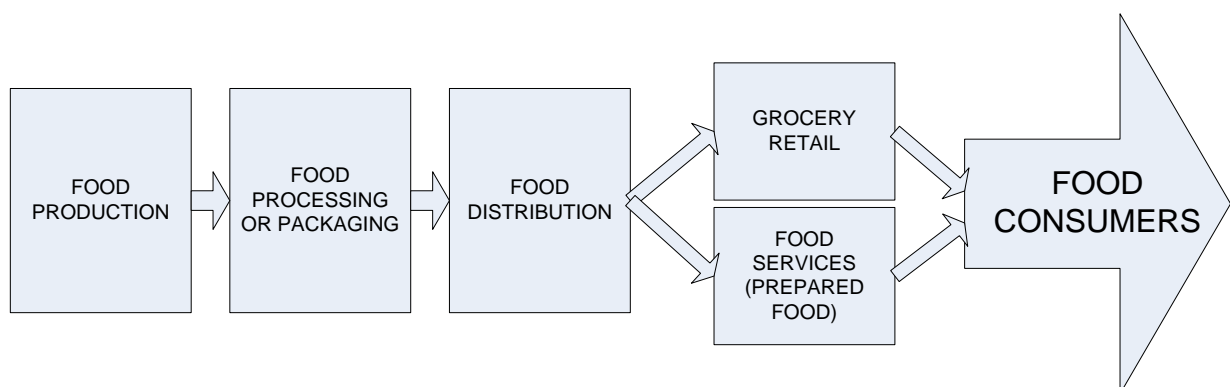 FOOD
PRODUCTION
FOOD
PROCESSING
OR PACKAGING
FOOD
DISTRIBUTION
GROCERY
RETAIL
FOOD
SERVICES
(PREPARED
FOOD)
FOOD
CONSUMERS